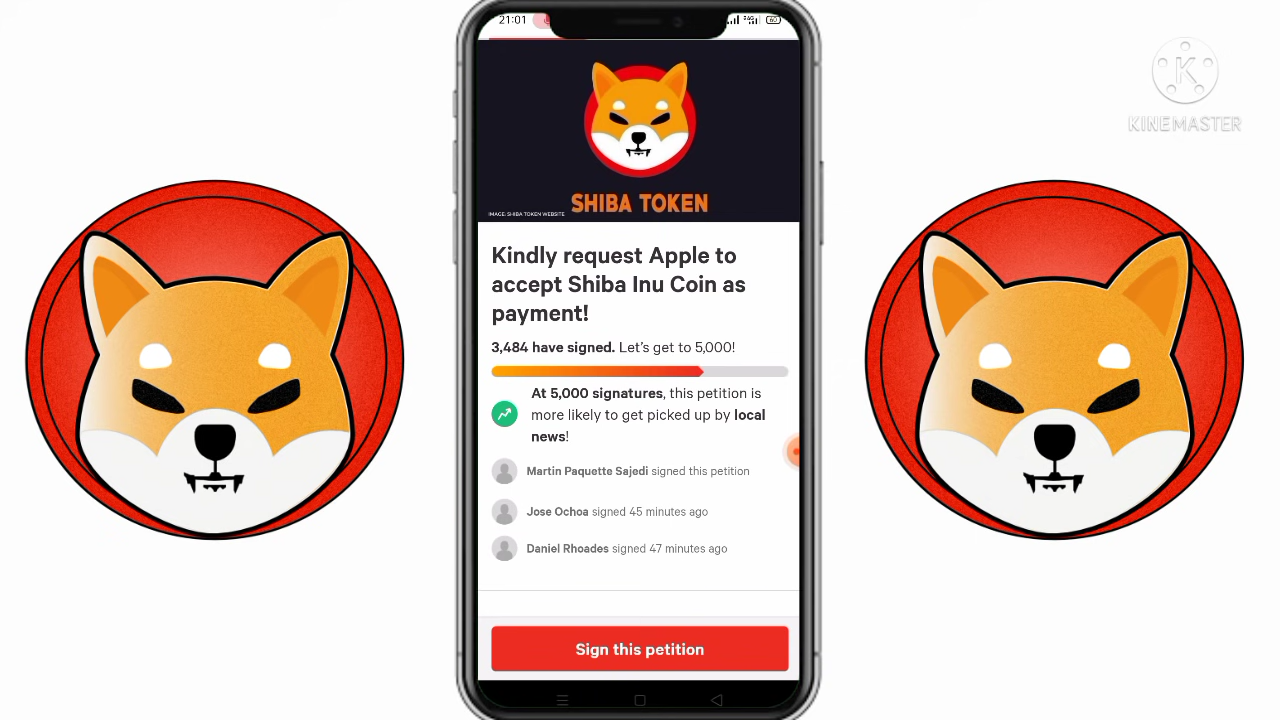 21:01
60
KINEMASTER
IMAGE: SHIBA TOKEN WEBSITE
SHIBA TOKEN
Kindly request Apple to
accept Shiba Inu Coin as
payment!
3,484 have signed. Let's get to 5,000!
At 5,000 signatures, this petition is
more likely to get picked up by local
news!
Martin Paquette Sajedi signed this petition
Jose Ochoa signed 45 minutes ago
Daniel Rhoades signed 47 minutes ago
Sign this petition